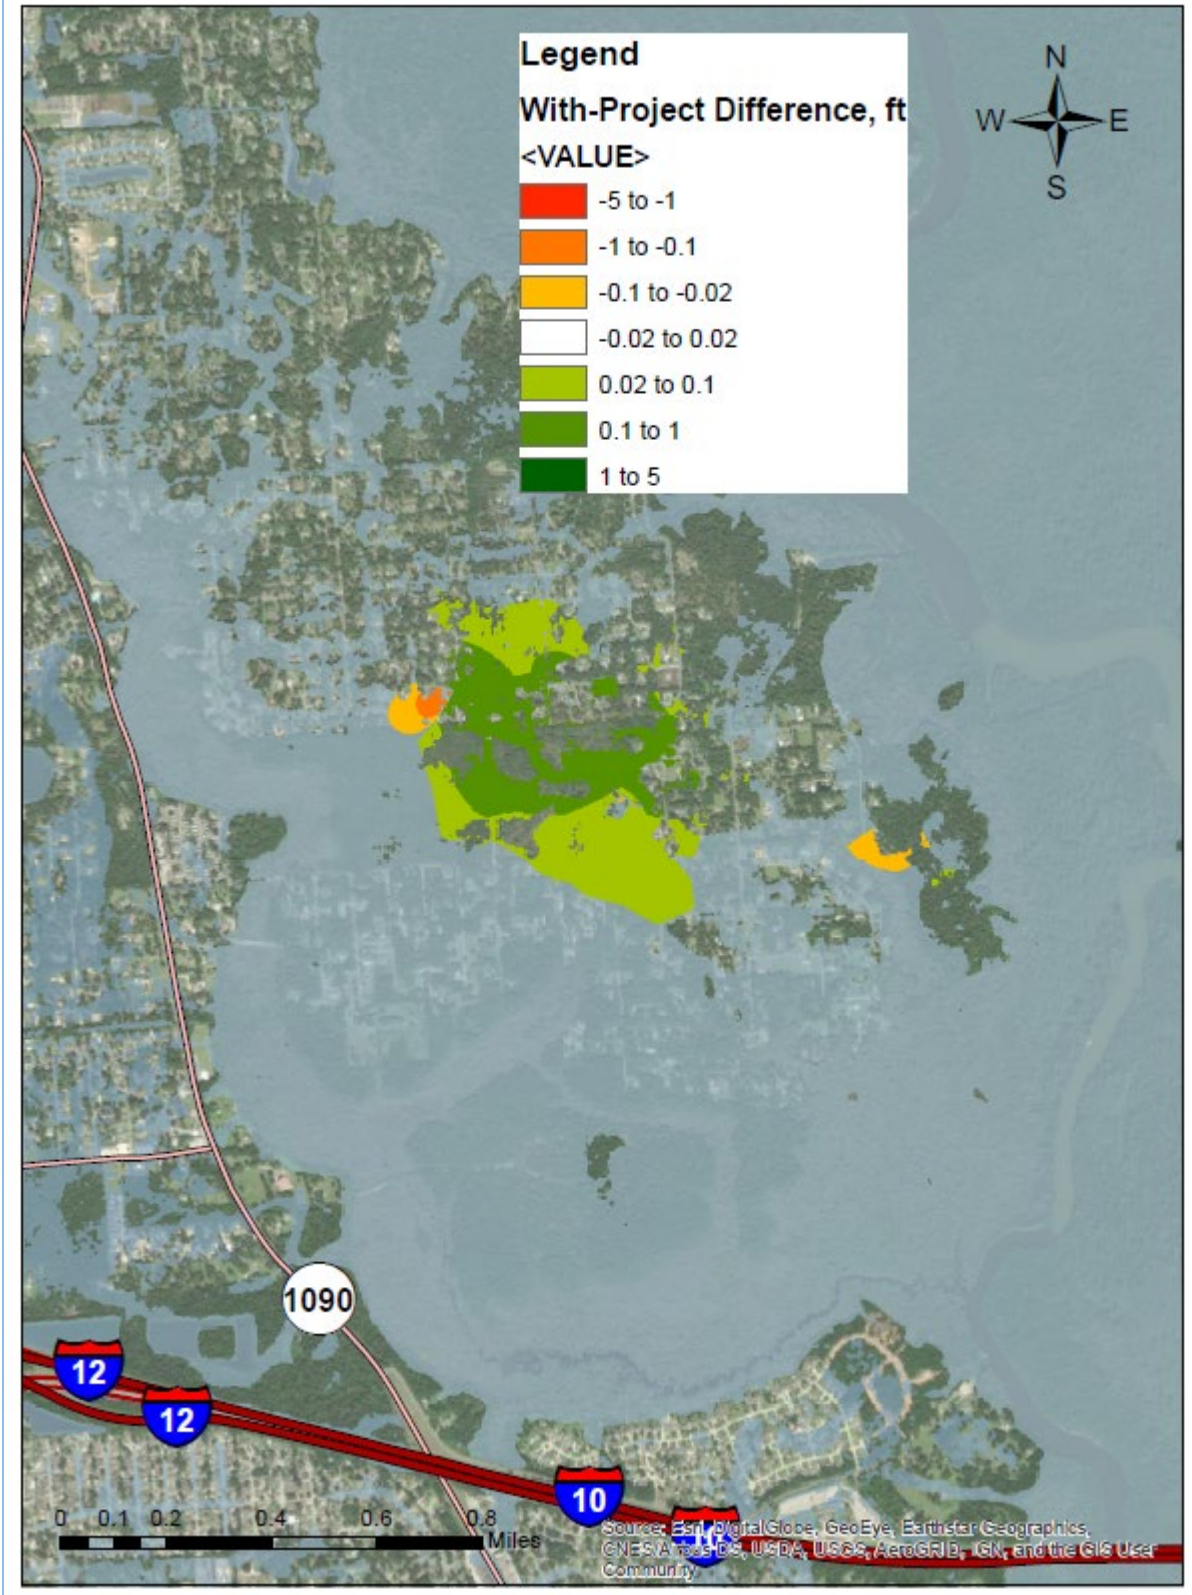 Legend
With-Project Difference, ft
<VALUE>
-5 to -1
-1 to -0.1
-0.1 to -0.02
-0.02 to 0.02
0.02 to 0.1
0.1 to 1
1 to 5
N
W E
S
1090
12
12
10
10
0 0.1 0.2 0.4 0.6 0.8
Miles
Source: Esri, DigitalGlobe, GeoEye, Earthstar Geographics,
CNES/Airbus DS, USDA, USGS, AeroGRID, IGN, and the GIS User
Community